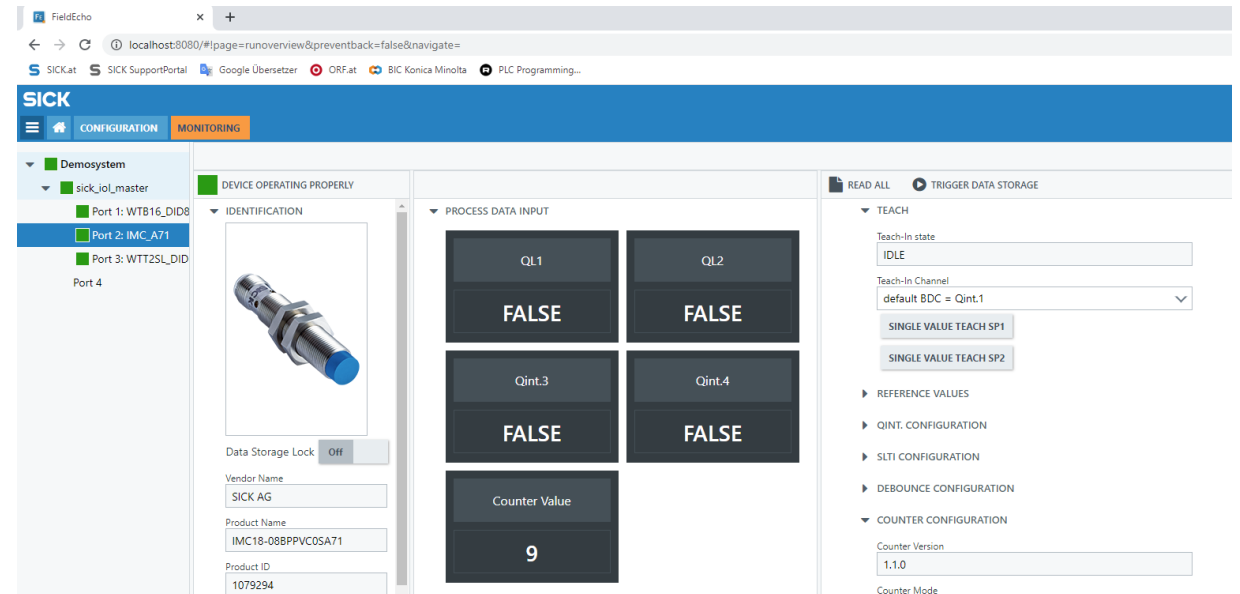 FieldEcho
localhost:8080/#!page=runoverview&preventback=false&navigate=
SICK.at SICK SupportPortal Google Übersetzer ORF.at BIC Konica Minolta PLC Programming...
SICK
CONFIGURATION MONITORING
Demosystem
sick_iol_master
Port 1: WTB16_DID8
Port 2: IMC_A71
Port 3: WTT2SL_DID
Port 4
DEVICE OPERATING PROPERLY
IDENTIFICATION
Data Storage Lock Off
Vendor Name
SICK AG
Product Name
IMC18-08BPPVC0SA71
Product ID
1079294
PROCESS DATA INPUT
QL1 QL2
FALSE FALSE
Qint.3 Qint.4
FALSE FALSE
Counter Value
9
READ ALL TRIGGER DATA STORAGE
TEACH
Teach-In state
IDLE
Teach-In Channel
default BDC = Qint.1
SINGLE VALUE TEACH SP1
SINGLE VALUE TEACH SP2
REFERENCE VALUES
QINT. CONFIGURATION
SLTI CONFIGURATION
DEBOUNCE CONFIGURATION
COUNTER CONFIGURATION
Counter Version
1.1.0
Counter Mode